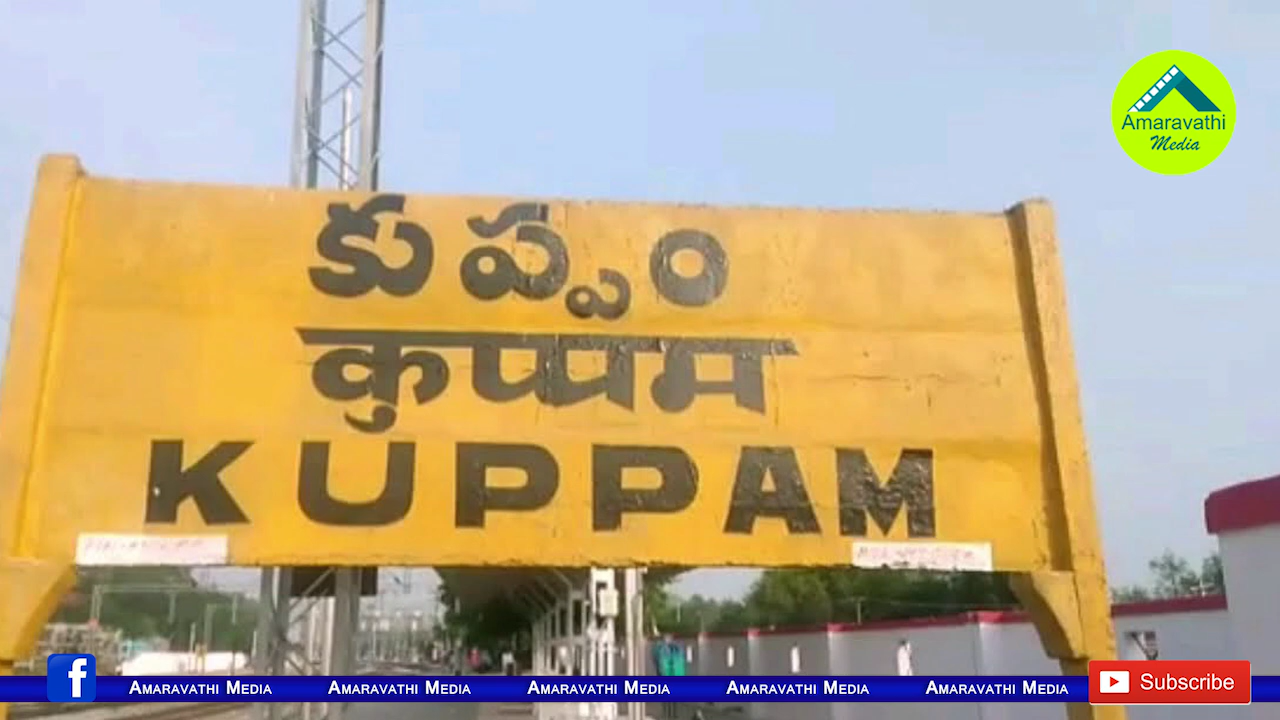 Amaravathi
Media
కుప్పం
कुप्पम
KUPPAM
AMARAVATHI MEDIA AMARAVATHI MEDIA AMARAVATHI MEDIA AMARAVATHI MEDIA AMARAVATHI MEDIA
Subscribe